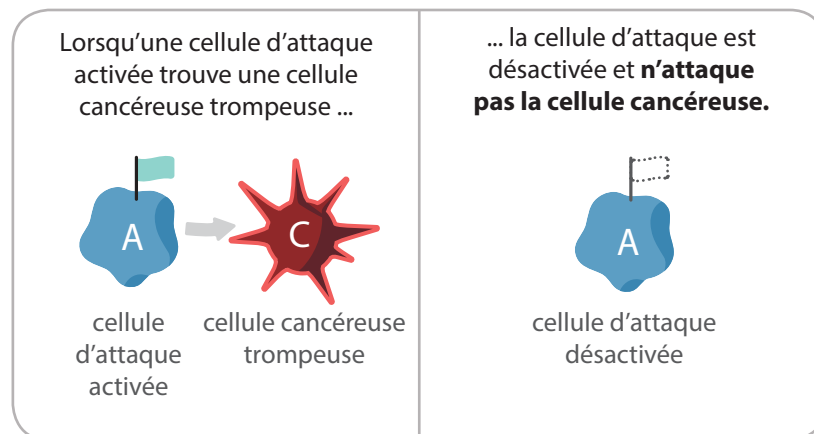 Lorsqu'une cellule d'attaque
activée trouve une cellule
cancéreuse trompeuse ...
A
C
cellule
d'attaque
activée
cellule cancéreuse
trompeuse
... la cellule d'attaque est
désactivée et n'attaque
pas la cellule cancéreuse.
A
cellule d'attaque
désactivée